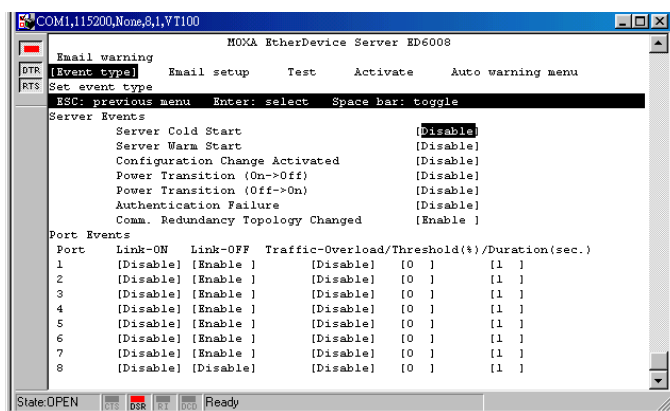 COM1,115200,None,8,1,VT100
MOXA EtherDevice Server ED6008
Email warning
[Event type] Email setup Test Activate Auto warning menu
Set event type
ESC: previous menu Enter: select Space bar: toggle
Server Events
Server Cold Start [Disable]
Server Warm Start [Disable]
Configuration Change Activated [Disable]
Power Transition (On->Off) [Disable]
Power Transition (Off->On) [Disable]
Authentication Failure [Disable]
Comm. Redundancy Topology Changed [Enable ]
Port Events
Port Link-ON Link-OFF Traffic-Overload/Threshold(%)/Duration(sec.)
1 [Disable] [Enable ] [Disable] [0 ] [1 ]
2 [Disable] [Enable ] [Disable] [0 ] [1 ]
3 [Disable] [Enable ] [Disable] [0 ] [1 ]
4 [Disable] [Enable ] [Disable] [0 ] [1 ]
5 [Disable] [Enable ] [Disable] [0 ] [1 ]
6 [Disable] [Enable ] [Disable] [0 ] [1 ]
7 [Disable] [Enable ] [Disable] [0 ] [1 ]
8 [Disable] [Disable] [Disable] [0 ] [1 ]
DTR
RTS
State:OPEN CTS DSR RI DCD Ready